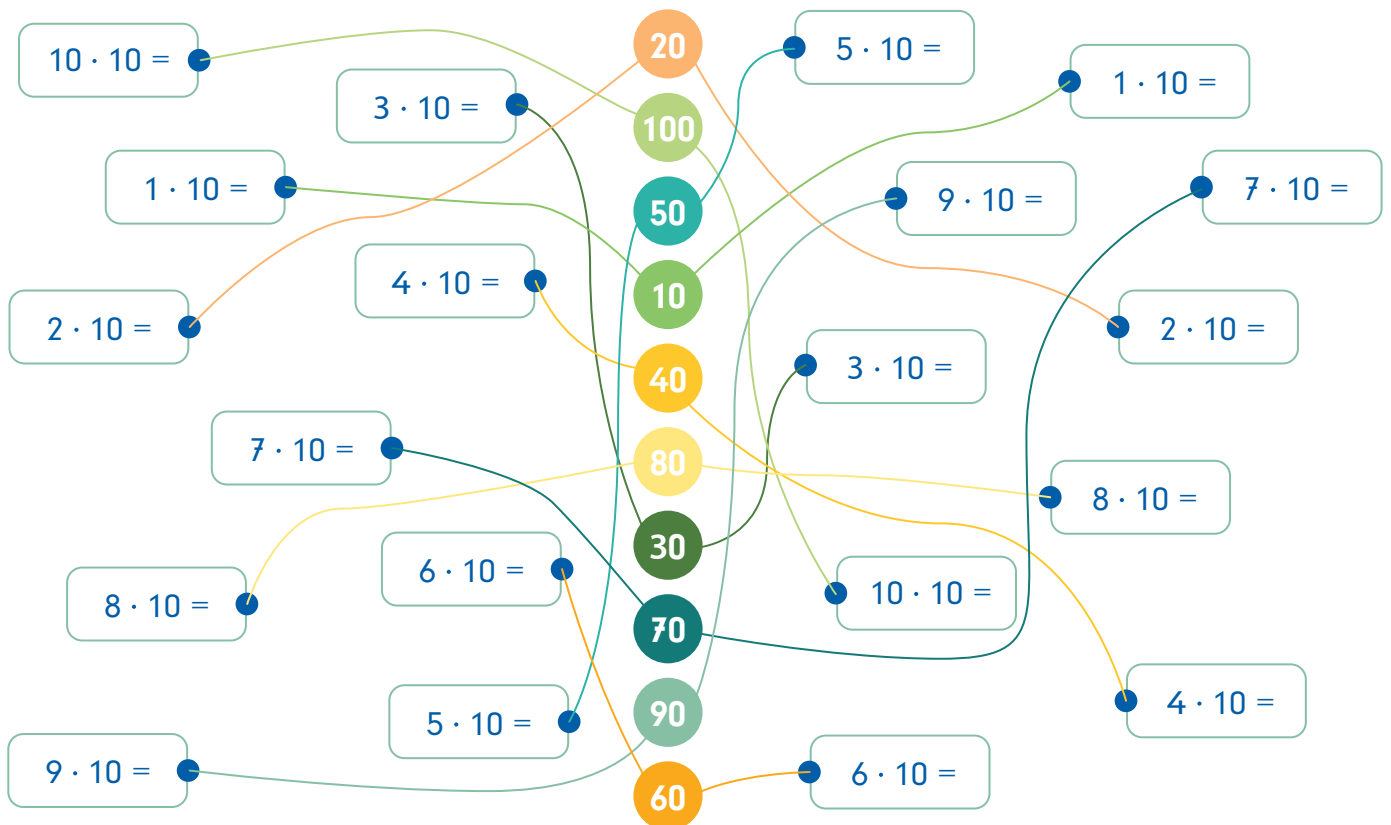 10 · 10 =
3 · 10 =
1 · 10 =
4 · 10 =
2 · 10 =
7 · 10 =
6 · 10 =
8 · 10 =
5 · 10 =
9 · 10 =
20
100
50
10
40
80
30
70
90
60
5 · 10 =
1 · 10 =
9 · 10 =
7 · 10 =
2 · 10 =
3 · 10 =
8 · 10 =
10 · 10 =
4 · 10 =
6 · 10 =